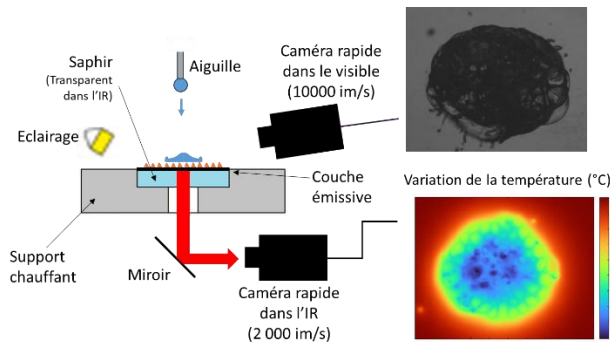 Saphir
(Transparent
dans l'IR)
Aiguille
Caméra rapide
dans le visible
(10000 im/s)
Eclairage
Couche
émissive
Variation de la température (°C)
Support
chauffant
Miroir
Caméra rapide
dans l'IR
(2 000 im/s)